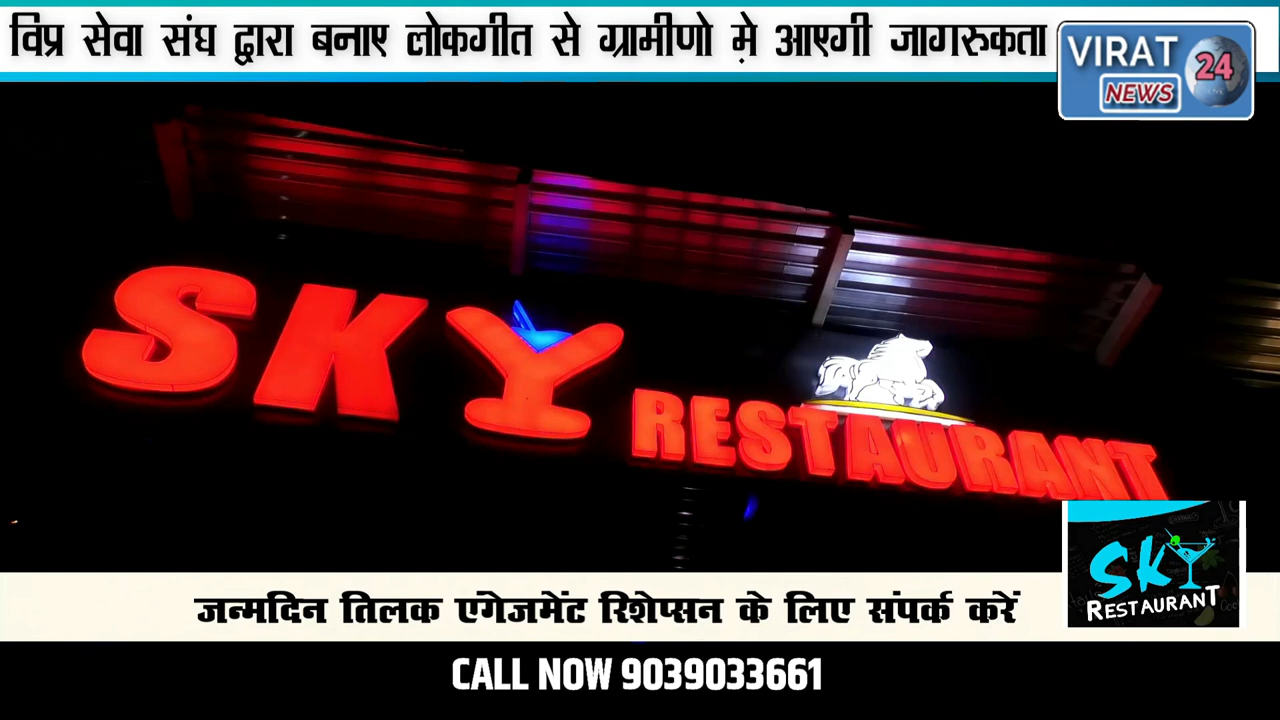 विप्र सेवा संघ द्वारा बनाए लोकगीत से ग्रामीणो मे़ आएगी जागरुकता
VIRAT
24
NEWS
SKY RESTAURANT
SKY
RESTAURANT
जन्मदिन तिलक एंगेजमेंट रिशेप्सन के लिए संपर्क करें
CALL NOW 9039033661